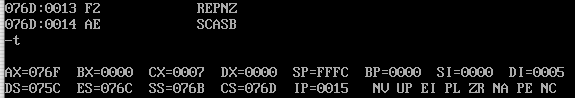 076D:0013 F2            REPNZ
076D:0014 AE            SCASB
-t

AX=076F  BX=0000  CX=0007  DX=0000  SP=FFFC  BP=0000  SI=0000  DI=0005
DS=075C  ES=076C  SS=076B  CS=076D  IP=0015   NV UP EI PL ZR NA PE NC